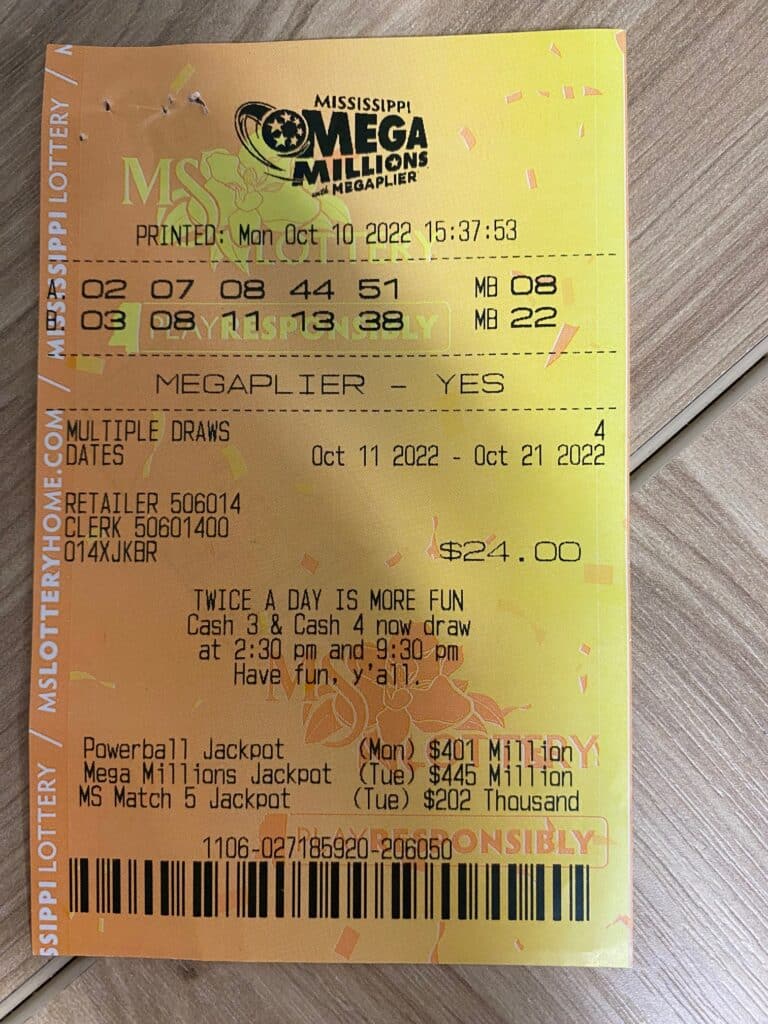 MISSISSIPPI
MEGA
MILLIONS
with MEGAPLIER
MS
LOTTERY
PRINTED: Mon Oct 10 2022 15:37:53
A. 02 07 08 44 51 MB 08
B. 03 08 11 13 38 MB 22
PLAY RESPONSIBLY
MEGAPLIER - YES
MULTIPLE DRAWS 4
DATES Oct 11 2022 - Oct 21 2022
RETAILER 506014
CLERK 50601400
014XJKBR
$24.00
TWICE A DAY IS MORE FUN
Cash 3 & Cash 4 now draw
at 2:30 pm and 9:30 pm
Have fun, y'all.
MS
LOTTERY
Powerball Jackpot (Mon) $401 Million
Mega Millions Jackpot (Tue) $445 Million
MS Match 5 Jackpot (Tue) $202 Thousand
PLAY RESPONSIBLY
1106-027185920-206050
SSIPPI LOTTERY / MSLOTTERYHOME.COM / MISSISSIPPI LOTTERY /